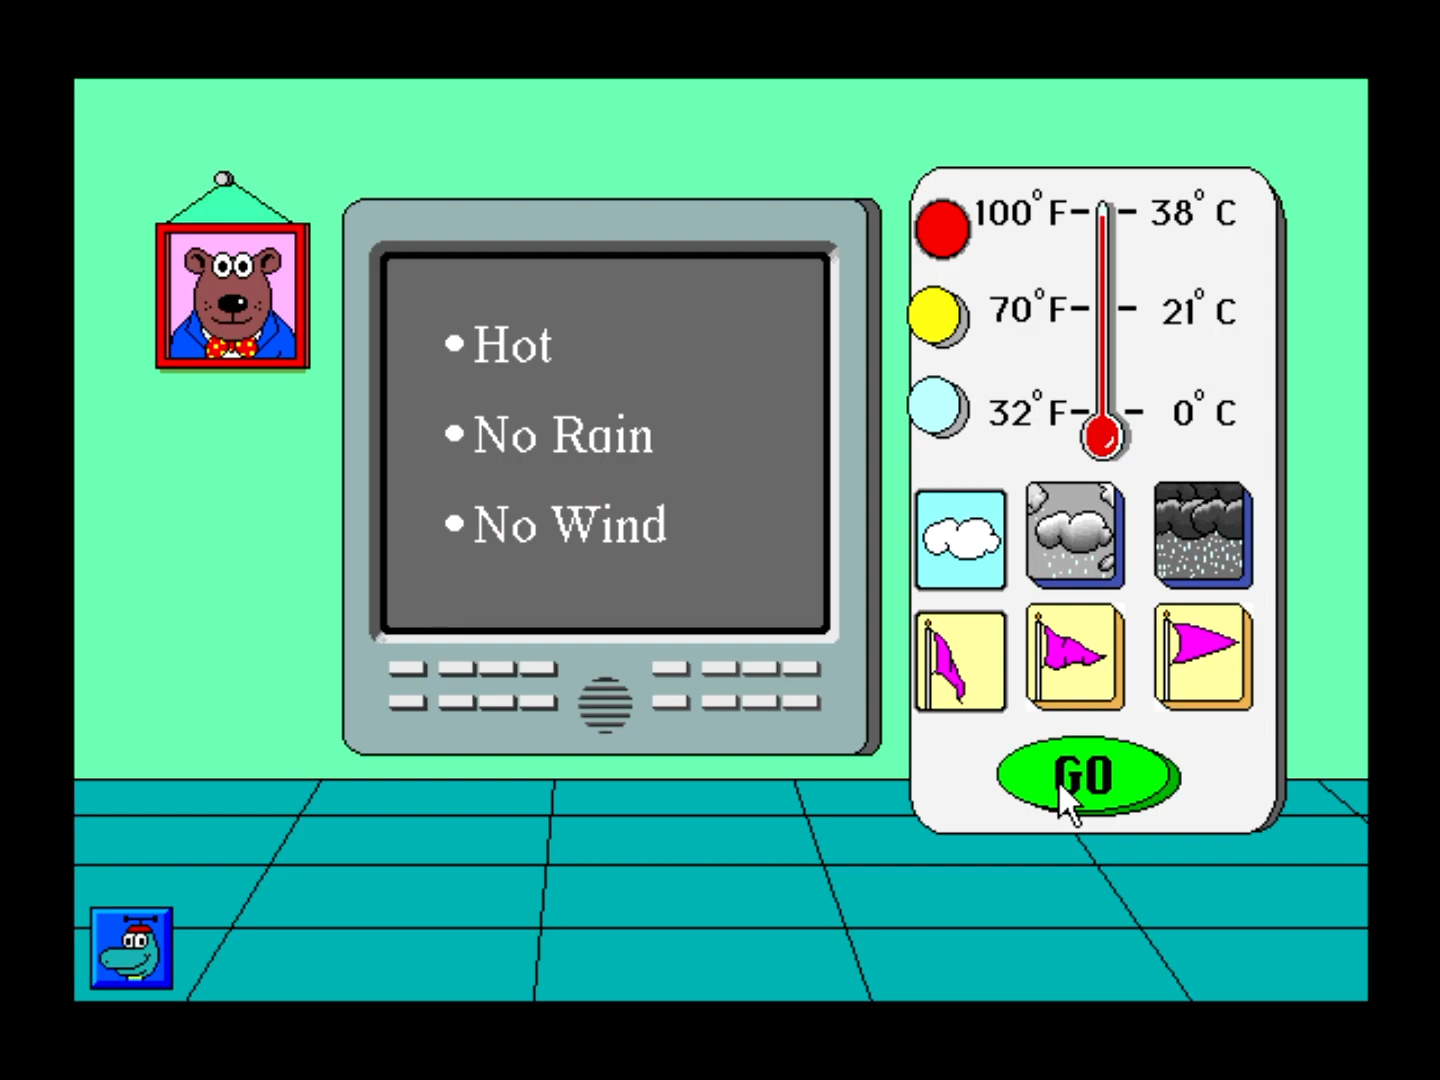 • Hot
• No Rain
• No Wind
100° F 38° C
70° F 21° C
32° F 0° C
GO